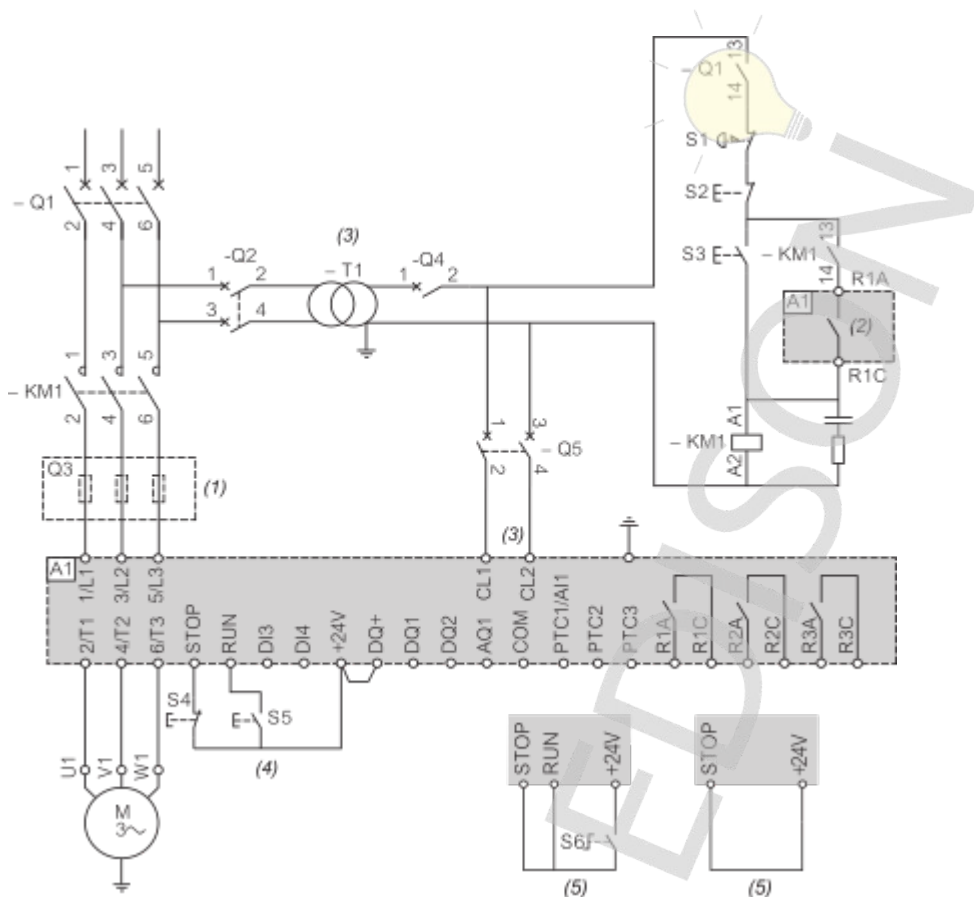 13
– Q1
14
S1
S2
1 3 5
– Q1
2 4 6
-Q2
1 2
3 4
(3)
– T1
-Q4
1 2
S3
13
– KM1
14
R1A
A1
(2)
R1C
1 3 5
– KM1
2 4 6
A1
– KM1
A2
1 3
– Q5
2 4
Q3
(1)
(3)
A1
1/L1 3/L2 5/L3
CL1 CL2
2/T1 4/T2 6/T3 STOP RUN DI3 DI4 +24V DQ+ DQ1 DQ2 AQ1 COM PTC1/AI1 PTC2 PTC3 R1A R1C R2A R2C R3A R3C
S4
S5
(4)
U1 V1 W1
M
3~
STOP RUN +24V
S6
(5)
STOP +24V
(5)
EDISON